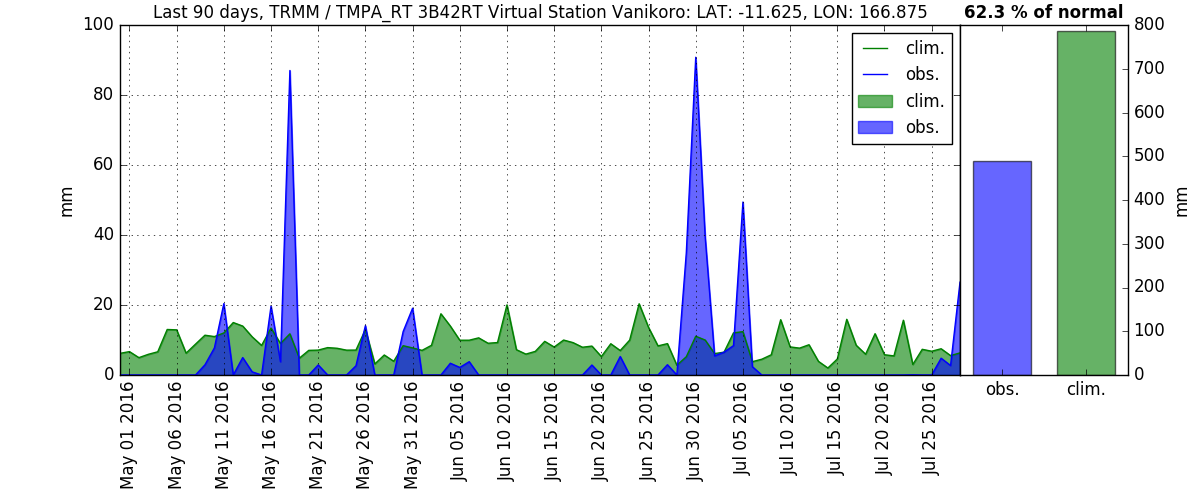 Last 90 days, TRMM / TMPA_RT 3B42RT Virtual Station Vanikoro: LAT: -11.625, LON: 166.875
62.3 % of normal
100
80
60
40
20
0
mm
clim.
obs.
clim.
obs.
May 01 2016
May 06 2016
May 11 2016
May 16 2016
May 21 2016
May 26 2016
May 31 2016
Jun 05 2016
Jun 10 2016
Jun 15 2016
Jun 20 2016
Jun 25 2016
Jun 30 2016
Jul 05 2016
Jul 10 2016
Jul 15 2016
Jul 20 2016
Jul 25 2016
800
700
600
500
400
300
200
100
0
mm
obs.
clim.